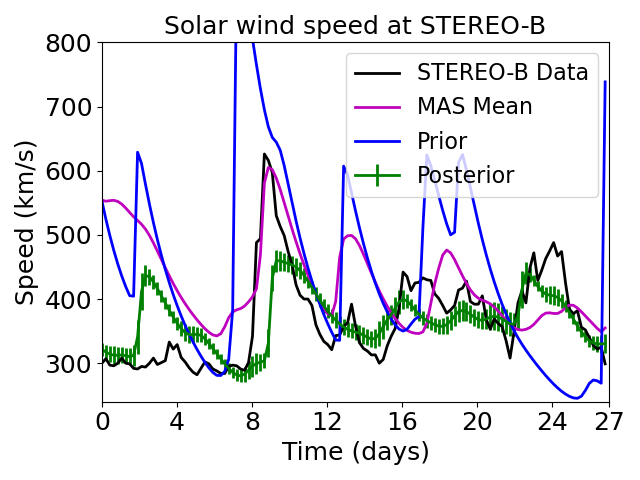 Solar wind speed at STEREO-B
Speed (km/s)
800
700
600
500
400
300
STEREO-B Data
MAS Mean
Prior
Posterior
0 4 8 12 16 20 24 27
Time (days)